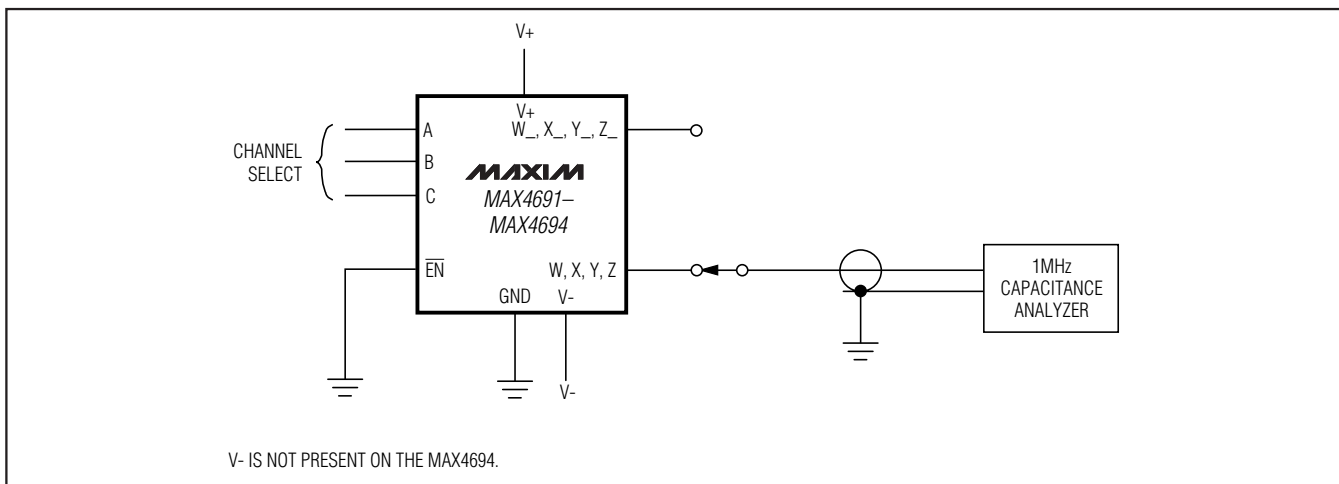 V+
V+
A
W_, X_, Y_, Z_
CHANNEL
SELECT
B
C
MAXIM
MAX4691–
MAX4694
EN
W, X, Y, Z
GND
V-
V-
1MHz
CAPACITANCE
ANALYZER
V- IS NOT PRESENT ON THE MAX4694.